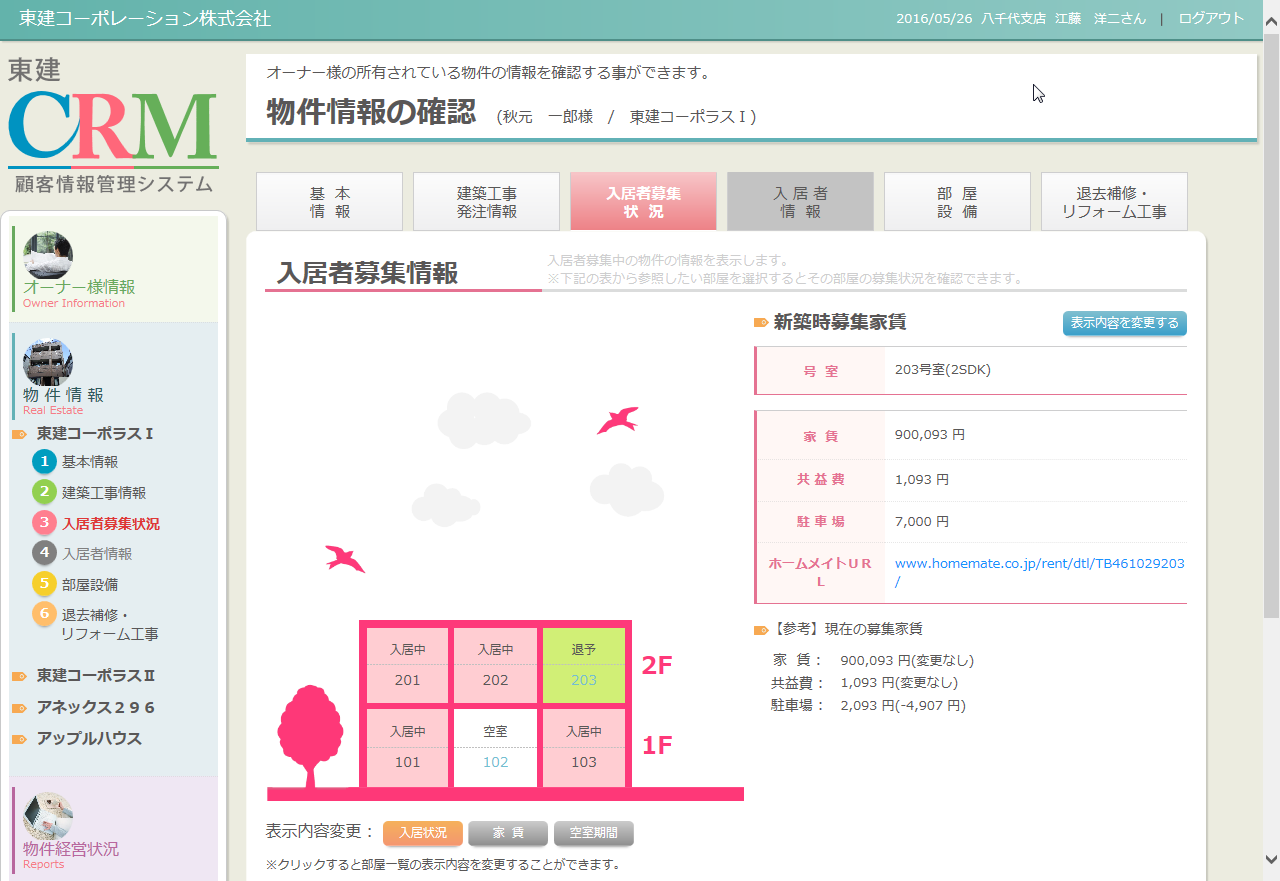 東建コーポレーション株式会社
2016/05/26 八千代支店 江藤　洋二さん | ログアウト
東建
CRM
顧客情報管理システム
オーナー様の所有されている物件の情報を確認する事ができます。
物件情報の確認 (秋元　一郎様　/　東建コーポラスⅠ)
基 本
情 報
建築工事
発注情報
入居者募集
状 況
入 居 者
情 報
部 屋
設 備
退去補修・
リフォーム工事
オーナー様情報
Owner Information
物 件 情 報
Real Estate
東建コーポラスⅠ
1 基本情報
2 建築工事情報
3 入居者募集状況
4 入居者情報
5 部屋設備
6 退去補修・
リフォーム工事
東建コーポラスⅡ
アネックス２９６
アップルハウス
物件経営状況
Reports
入居者募集情報
入居者募集中の物件の情報を表示します。
※下記の表から参照したい部屋を選択するとその部屋の募集状況を確認できます。
入居中
201
入居中
202
退予
203
2F
入居中
101
空室
102
入居中
103
1F
表示内容変更： 入居状況 家 賃 空室期間
※クリックすると部屋一覧の表示内容を変更することができます。
新築時募集家賃
表示内容を変更する
号 室 203号室(2SDK)
家 賃 900,093 円
共 益 費 1,093 円
駐 車 場 7,000 円
ホームメイトＵＲ
Ｌ
www.homemate.co.jp/rent/dtl/TB461029203
/
【参考】現在の募集家賃
家 賃： 900,093 円(変更なし)
共益費： 1,093 円(変更なし)
駐車場： 2,093 円(-4,907 円)